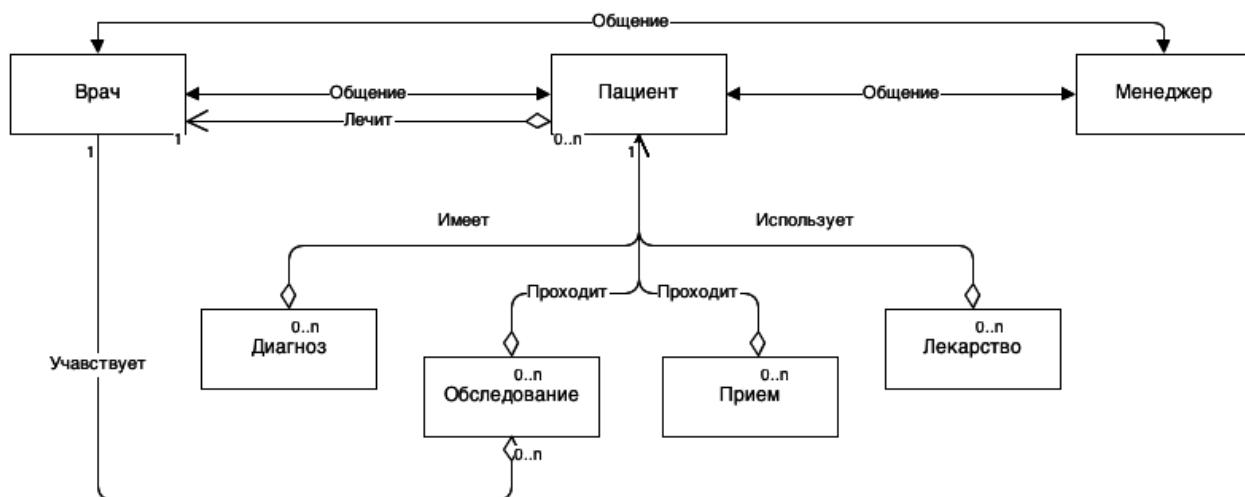 Общение
Врач
Общение
Пациент
Общение
Менеджер
Лечит
1
1
0..n
1
Имеет
Использует
Проходит
Проходит
0..n
Диагноз
0..n
Лекарство
Учавствует
0..n
Обследование
0..n
Прием
0..n